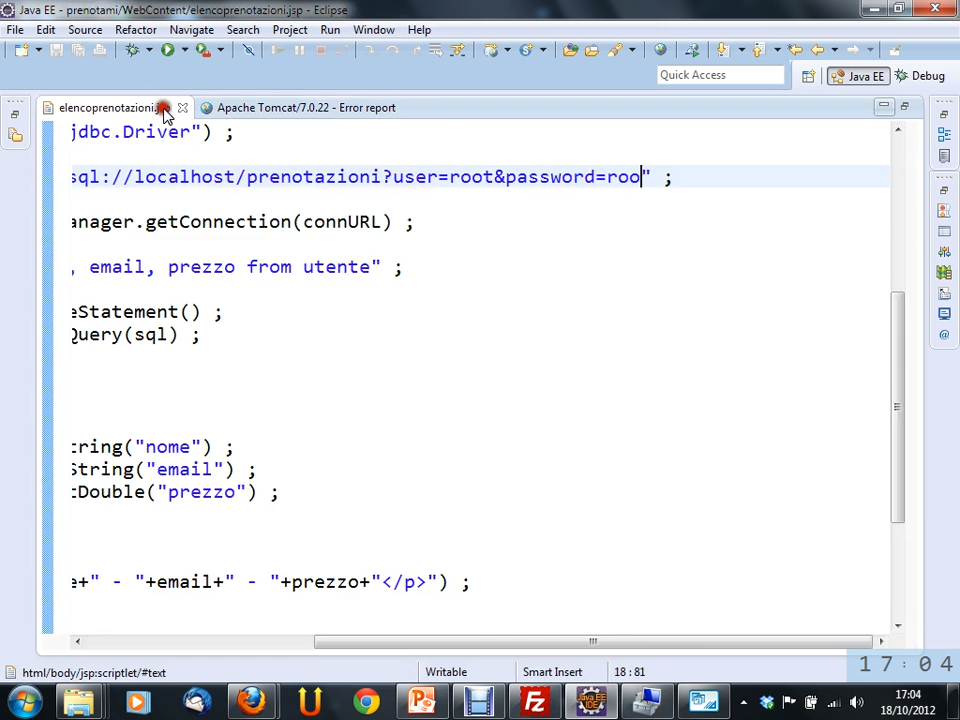 Java EE - prenotami/WebContent/elencoprenotazioni.jsp - Eclipse
File Edit Source Refactor Navigate Search Project Run Window Help
Quick Access Java EE Debug
elencoprenotazioni.jsp Apache Tomcat/7.0.22 - Error report
jdbc.Driver") ;
sql://localhost/prenotazioni?user=root&password=roo" ;
anager.getConnection(connURL) ;
, email, prezzo from utente" ;
eStatement() ;
Query(sql) ;
tring("nome") ;
String("email") ;
tDouble("prezzo") ;
e+" - "+email+" - "+prezzo+"</p>") ;
html/body/jsp:scriptlet/#text Writable Smart Insert 18 : 81
17:04
17:04
18/10/2012